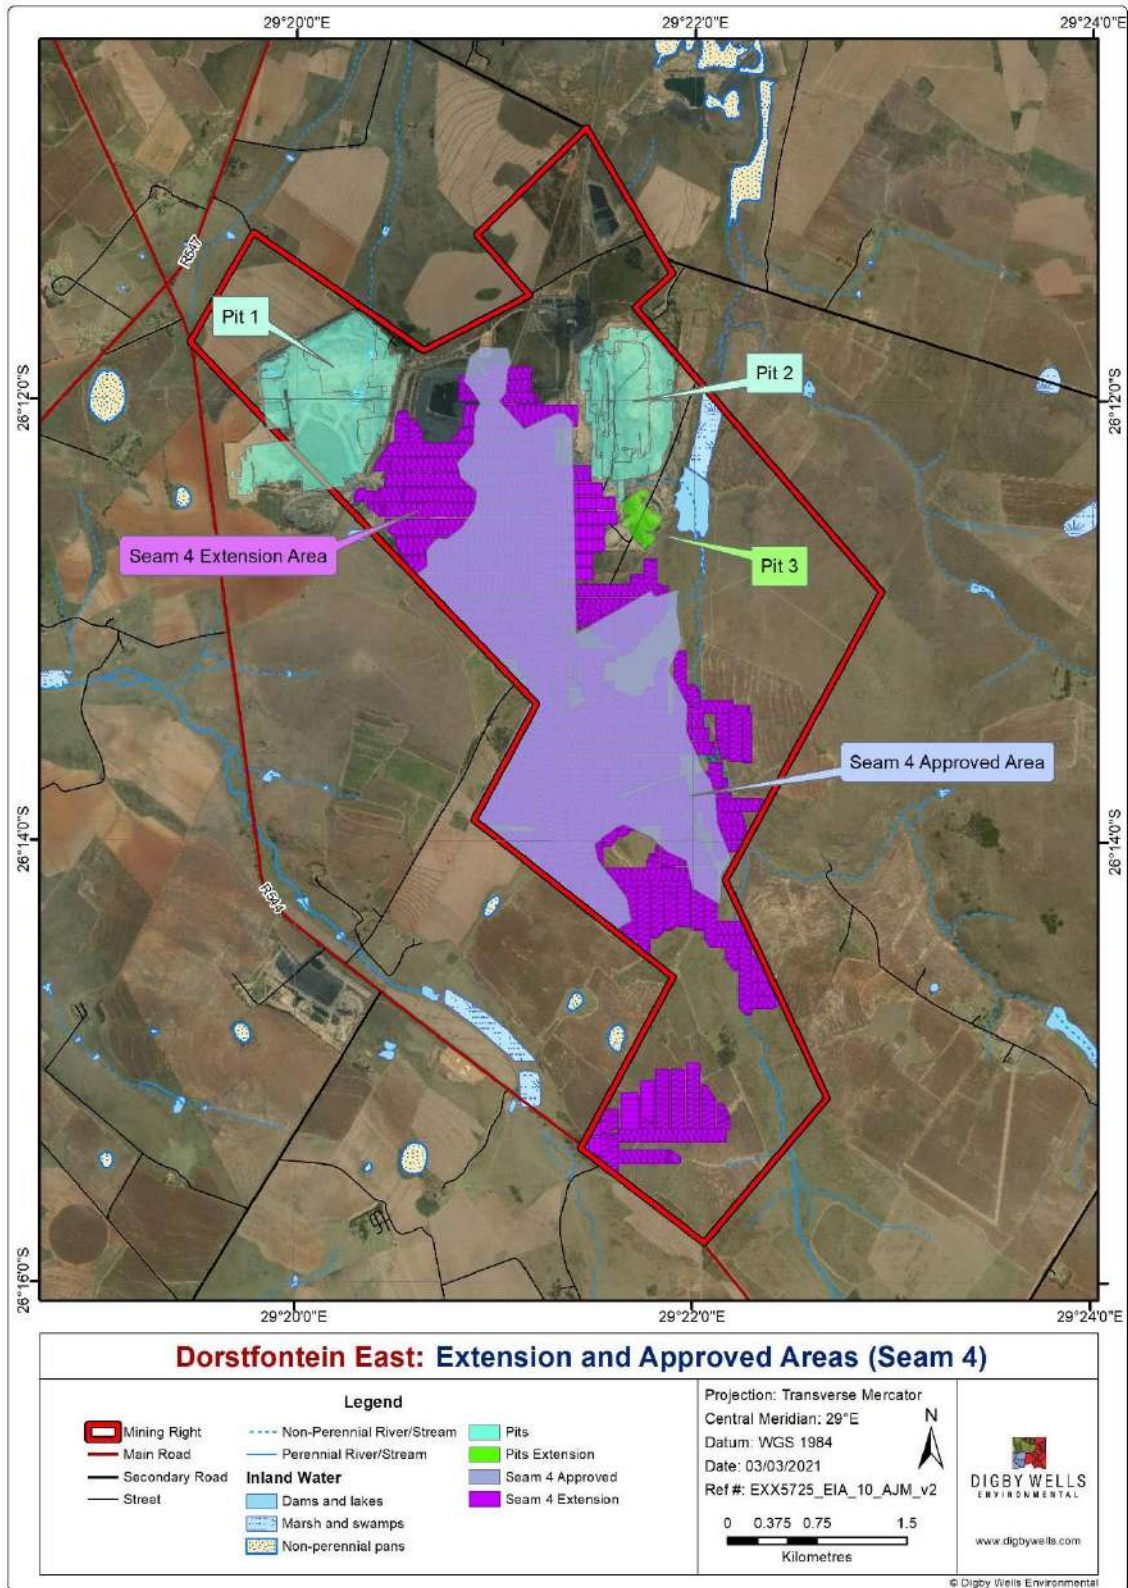 29°20'0"E
29°22'0"E
29°24'0"E
R547
Pit 1
Pit 2
26°12'0"S
26°12'0"S
Seam 4 Extension Area
Pit 3
Seam 4 Approved Area
26°14'0"S
26°14'0"S
R544
26°16'0"S
29°20'0"E
29°22'0"E
29°24'0"E
Dorstfontein East: Extension and Approved Areas (Seam 4)
Legend
Mining Right
Main Road
Secondary Road
Street
Non-Perennial River/Stream
Perennial River/Stream
Inland Water
Dams and lakes
Marsh and swamps
Non-perennial pans
Pits
Pits Extension
Seam 4 Approved
Seam 4 Extension
Projection: Transverse Mercator
Central Meridian: 29°E
Datum: WGS 1984
Date: 03/03/2021
Ref #: EXX5725_EIA_10_AJM_v2
N
0 0.375 0.75 1.5
Kilometres
DIGBY WELLS
ENVIRONMENTAL
www.digbywells.com
© Digby Wells Environmental